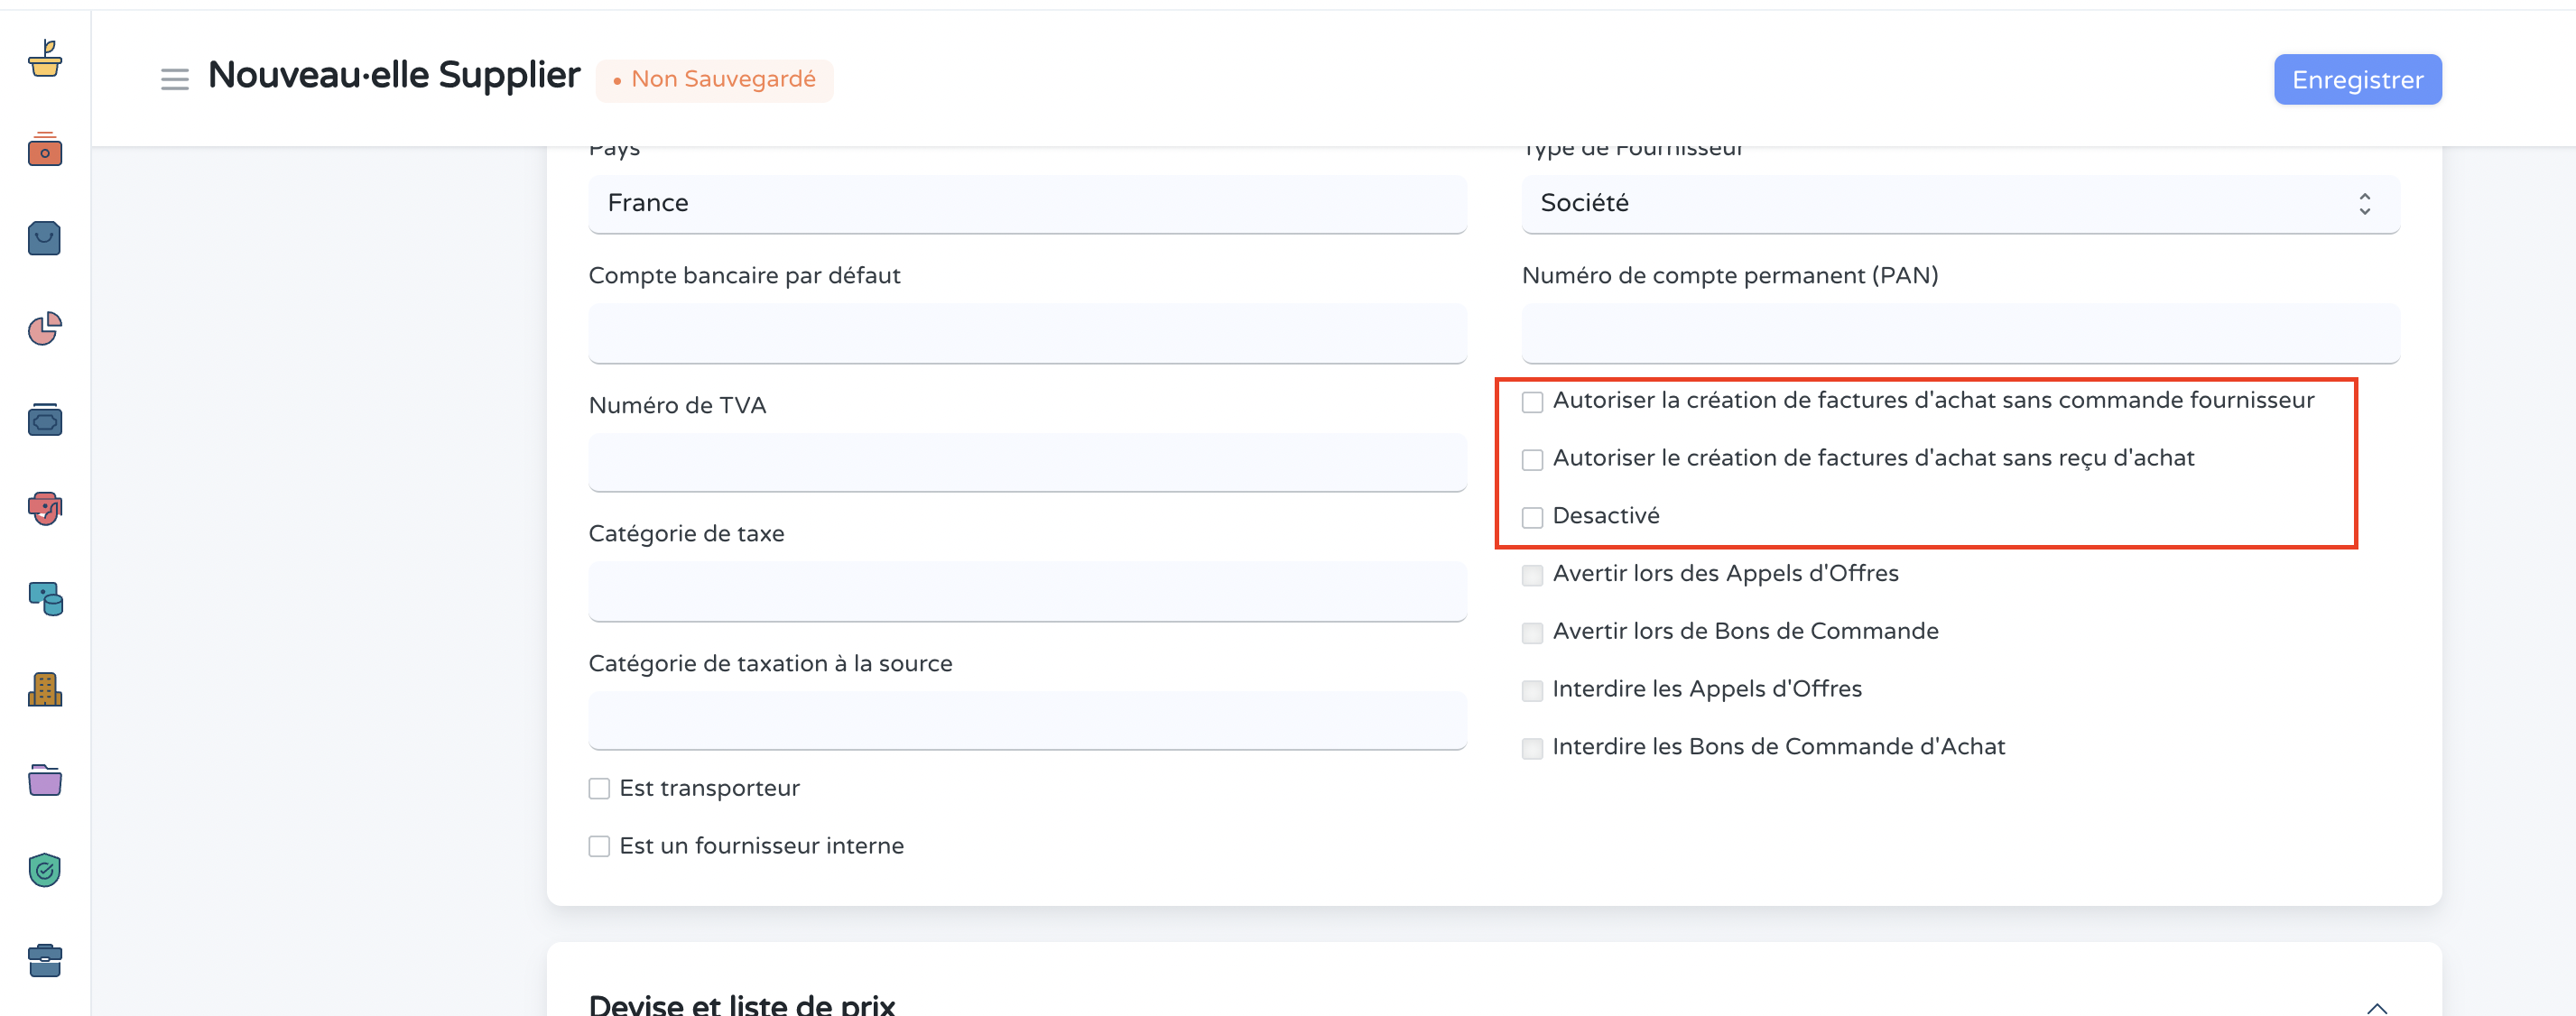 Nouveau·elle Supplier
• Non Sauvegardé
Enregistrer
Pays
France
Compte bancaire par défaut
Numéro de TVA
Catégorie de taxe
Catégorie de taxation à la source
Est transporteur
Est un fournisseur interne
Type de Fournisseur
Société
Numéro de compte permanent (PAN)
Autoriser la création de factures d'achat sans commande fournisseur
Autoriser le création de factures d'achat sans reçu d'achat
Desactivé
Avertir lors des Appels d'Offres
Avertir lors de Bons de Commande
Interdire les Appels d'Offres
Interdire les Bons de Commande d'Achat
Devise et liste de prix